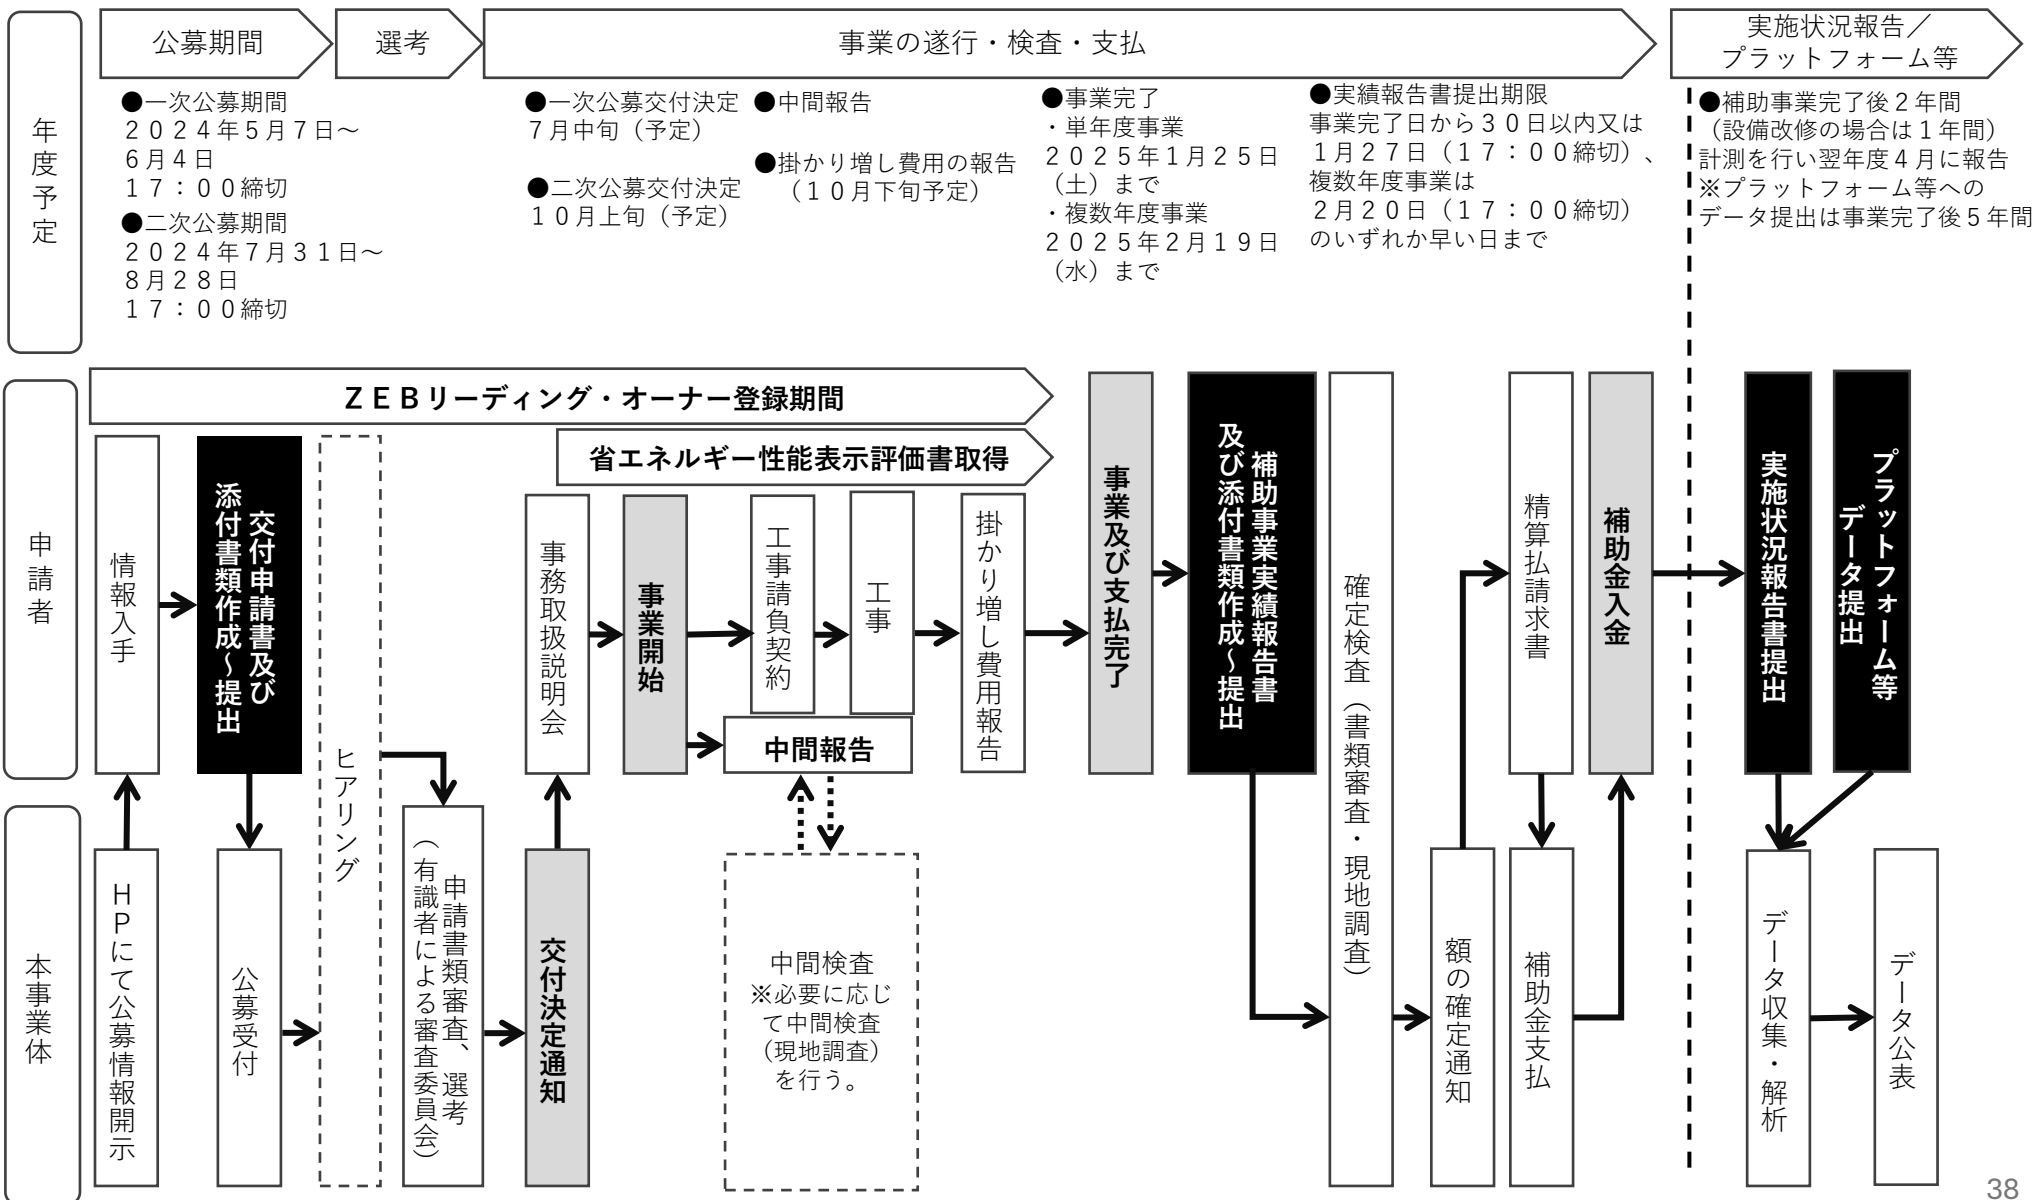 公募期間
選考
事業の遂行・検査・支払
実施状況報告／
プラットフォーム等
年度予定
●一次公募期間
２０２４年５月７日～
６月４日
１７：００締切
●二次公募期間
２０２４年７月３１日～
８月２８日
１７：００締切
●一次公募交付決定
７月中旬（予定）
●二次公募交付決定
１０月上旬（予定）
●中間報告
●掛かり増し費用の報告
（１０月下旬予定）
●事業完了
・単年度事業
２０２５年１月２５日
（土）まで
・複数年度事業
２０２５年２月１９日
（水）まで
●実績報告書提出期限
事業完了日から３０日以内又は
１月２７日（１７：００締切）、
複数年度事業は
２月２０日（１７：００締切）
のいずれか早い日まで
●補助事業完了後２年間
（設備改修の場合は１年間）
計測を行い翌年度４月に報告
※プラットフォーム等への
データ提出は事業完了後５年間
申請者
ＺＥＢリーディング・オーナー登録期間
省エネルギー性能表示評価書取得
情報入手
交付申請書及び
添付書類作成～提出
ヒアリング
事務取扱説明会
事業開始
工事請負契約
工事
中間報告
掛かり増し費用報告
事業及び支払完了
補助事業実績報告書
及び添付書類作成～提出
確定検査（書類審査・現地調査）
精算払請求書
補助金入金
実施状況報告書提出
プラットフォーム等
データ提出
本事業体
ＨＰにて公募情報開示
公募受付
申請書類審査、選考
（有識者による審査委員会）
交付決定通知
中間検査
※必要に応じ
て中間検査
（現地調査）
を行う。
額の確定通知
補助金支払
データ収集・解析
データ公表
38